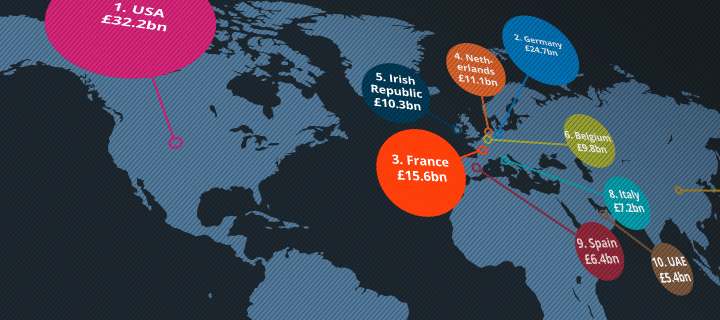 1. USA
£32.2bn
2. Germany
£24.7bn
4. Neth-
erlands
£11.1bn
5. Irish
Republic
£10.3bn
3. France
£15.6bn
6. Belgium
£9.8bn
8. Italy
£7.2bn
9. Spain
£6.4bn
10. UAE
£5.4bn